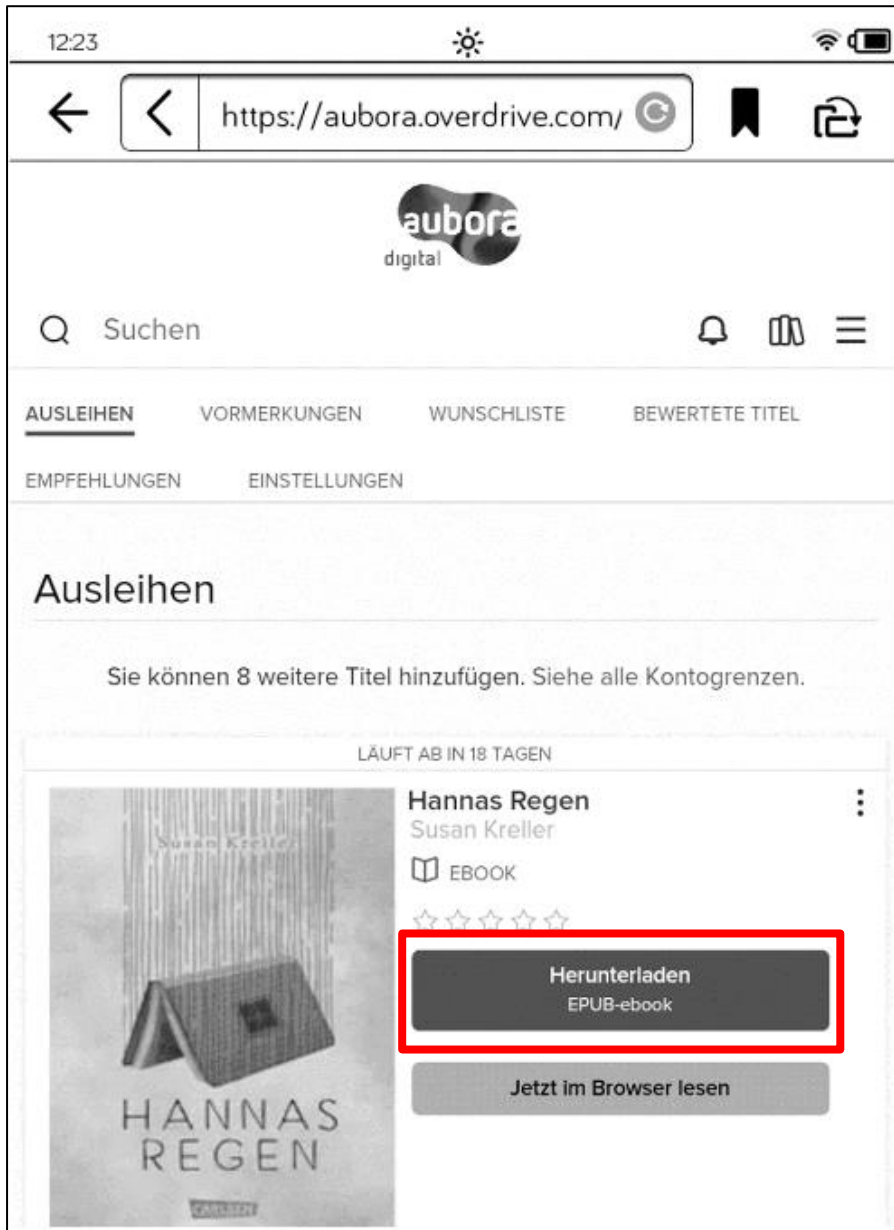 12:23
https://aubora.overdrive.com/
aubora
digital
Suchen
AUSLEIHEN VORMERKUNGEN WUNSCHLISTE BEWERTETE TITEL
EMPFEHLUNGEN EINSTELLUNGEN
Ausleihen
Sie können 8 weitere Titel hinzufügen. Siehe alle Kontogrenzen.
LÄUFT AB IN 18 TAGEN
Hannas Regen
Susan Kreller
EBOOK
Herunterladen
EPUB-ebook
Jetzt im Browser lesen
Susan Kreller
HANNAS
REGEN
CARLSEN